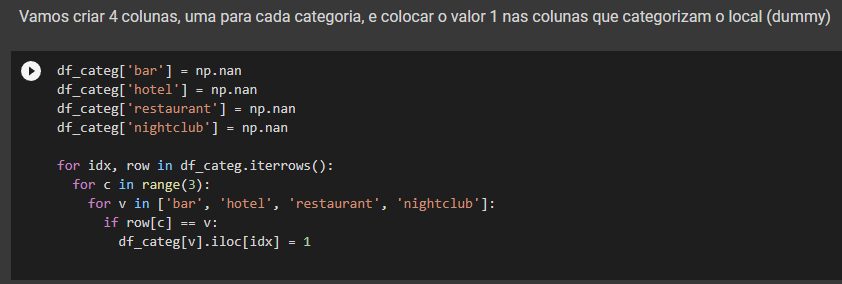 Vamos criar 4 colunas, uma para cada categoria, e colocar o valor 1 nas colunas que categorizam o local (dummy)
df_categ['bar'] = np.nan
df_categ['hotel'] = np.nan
df_categ['restaurant'] = np.nan
df_categ['nightclub'] = np.nan
for idx, row in df_categ.iterrows():
  for c in range(3):
    for v in ['bar', 'hotel', 'restaurant', 'nightclub']:
      if row[c] == v:
        df_categ[v].iloc[idx] = 1